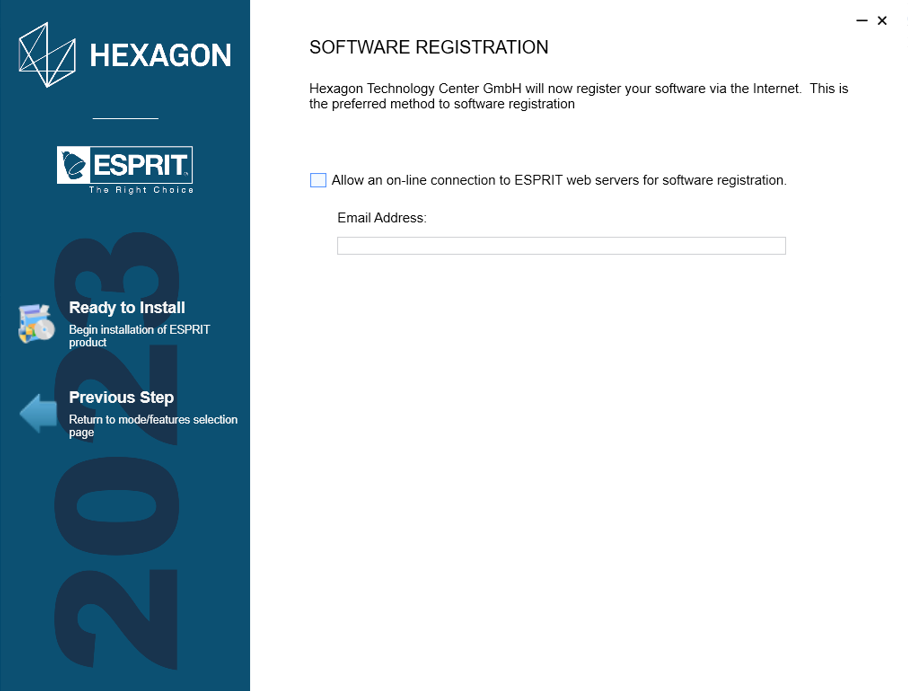 HEXAGON
ESPRIT
The Right Choice
2023
Ready to Install
Begin installation of ESPRIT
product
Previous Step
Return to mode/features selection
page
SOFTWARE REGISTRATION
Hexagon Technology Center GmbH will now register your software via the Internet.  This is
the preferred method to software registration
Allow an on-line connection to ESPRIT web servers for software registration.
Email Address: